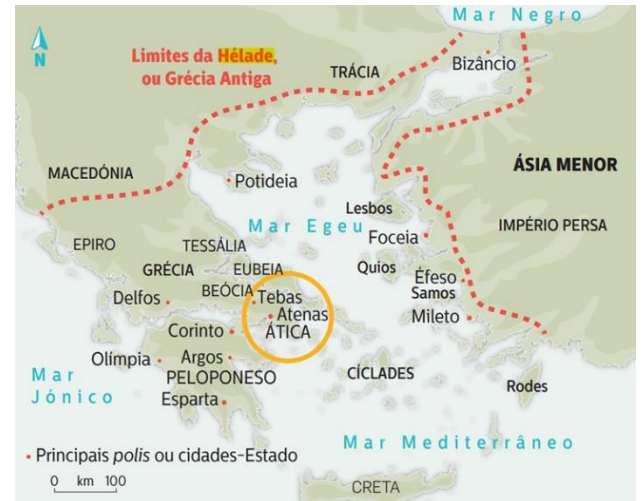 Mar Negro
N
Limites da Hélade,
ou Grécia Antiga
TRÁCIA
Bizâncio
MACEDÓNIA
Potideia
ÁSIA MENOR
Mar Egeu
Lesbos
IMPÉRIO PERSA
EPIRO
TESSÁLIA
Foceia
GRÉCIA
EUBEIA
Quios
BEÓCIA
Éfeso
Delfos
Tebas
Samos
Atenas
Mileto
Corinto
ÁTICA
Olímpia
Argos
CÍCLADES
Mar
Jónico
PELOPONESO
Rodes
Esparta
Mar Mediterrâneo
• Principais polis ou cidades-Estado
0 km 100
CRETA